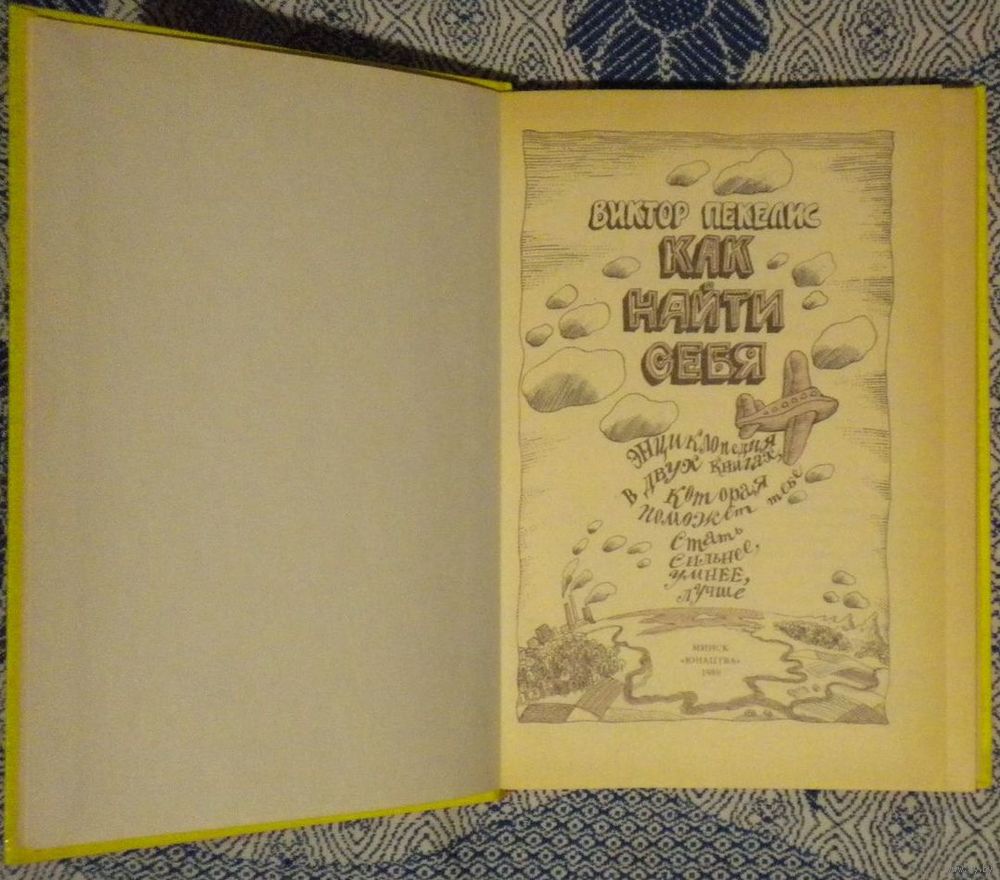 ВИКТОР ПЕКЕЛИС
КАК
НАЙТИ
СЕБЯ
ЭНЦИКЛОПЕДИЯ
В ДВУХ КНИГАХ,
КОТОРАЯ
ПОМОЖЕТ ТЕБЕ
СТАТЬ
СИЛЬНЕЕ,
УМНЕЕ,
ЛУЧШЕ
МИНСК
«ЮНАЦТВА»